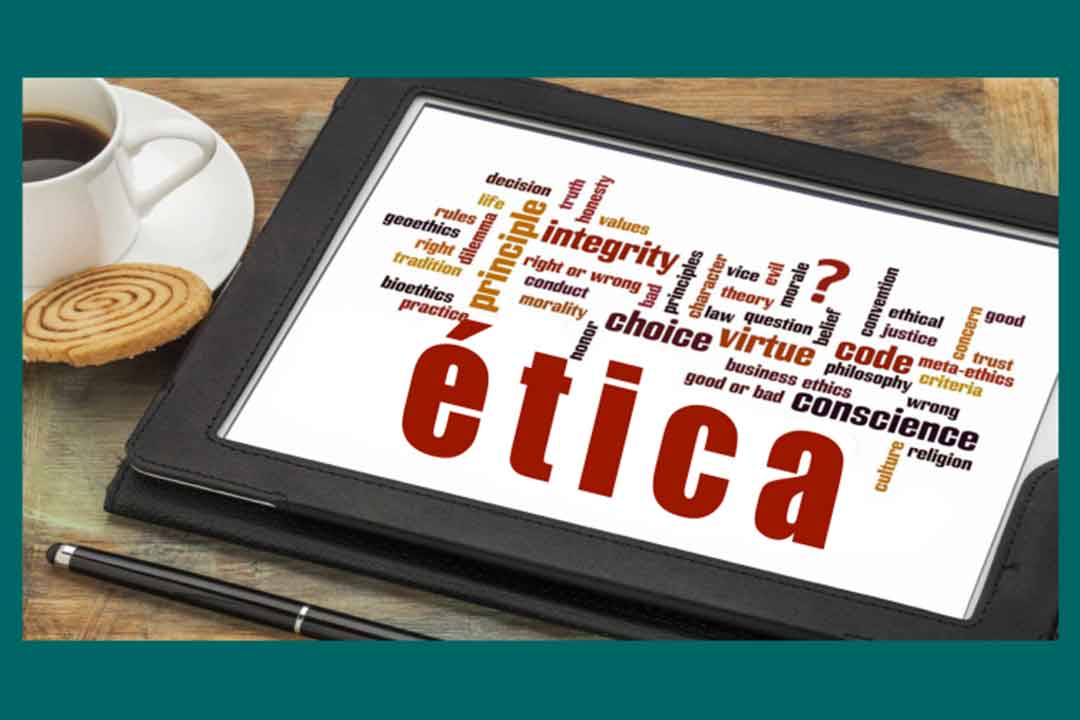 decision
truth
honesty
life
values
rules
principle
geoethics
dilemma
integrity
right
tradition
right or wrong
principles
character
vice
evil
morale
?
convention
bioethics
conduct
bad
theory
practice
morality
law
question
belief
ethical
concern
good
honor
choice
virtue
justice
code
trust
meta-ethics
philosophy
criteria
business ethics
good or bad
conscience
wrong
culture
religion
ética